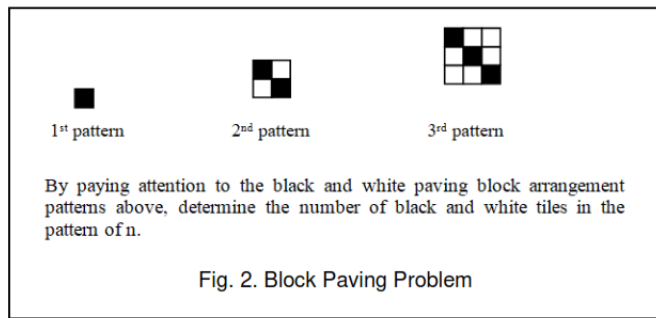 1st pattern 2nd pattern 3rd pattern
By paying attention to the black and white paving block arrangement
patterns above, determine the number of black and white tiles in the
pattern of n.
Fig. 2. Block Paving Problem